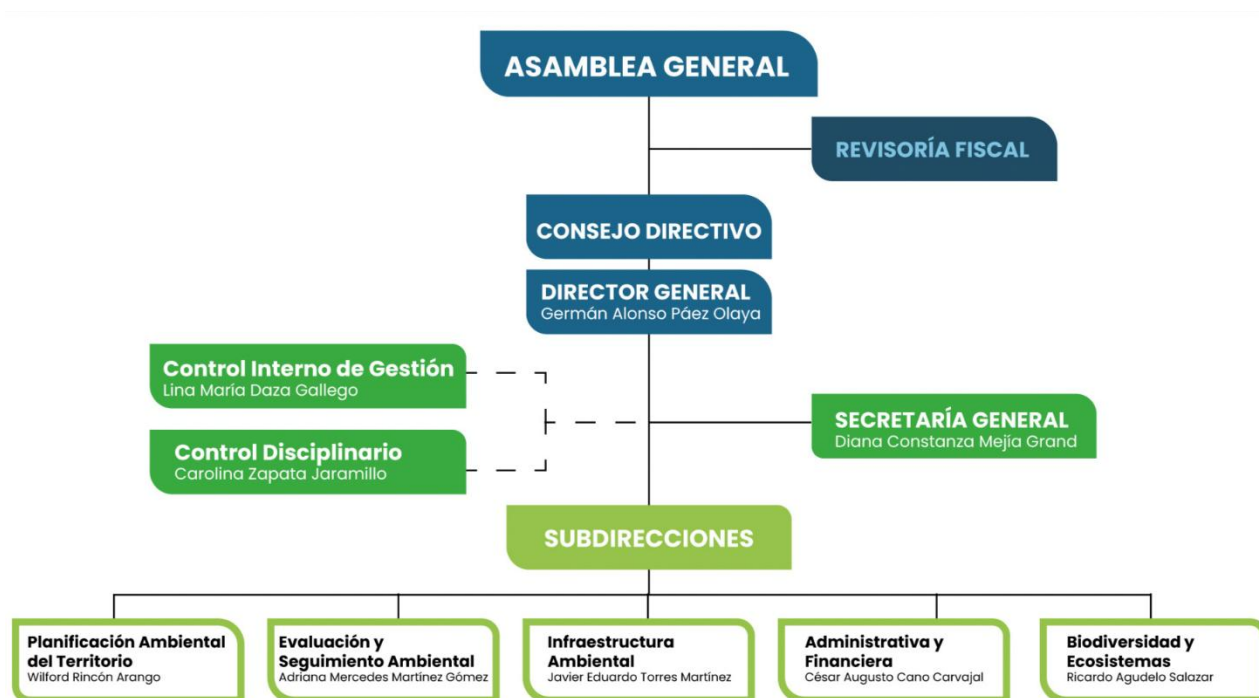 ASAMBLEA GENERAL
REVISORÍA FISCAL
CONSEJO DIRECTIVO
DIRECTOR GENERAL
Germán Alonso Páez Olaya
Control Interno de Gestión
Lina María Daza Gallego
Control Disciplinario
Carolina Zapata Jaramillo
SECRETARÍA GENERAL
Diana Constanza Mejía Grand
SUBDIRECCIONES
Planificación Ambiental
del Territorio
Wilford Rincón Arango
Evaluación y
Seguimiento Ambiental
Adriana Mercedes Martínez Gómez
Infraestructura
Ambiental
Javier Eduardo Torres Martínez
Administrativa y
Financiera
César Augusto Cano Carvajal
Biodiversidad y
Ecosistemas
Ricardo Agudelo Salazar